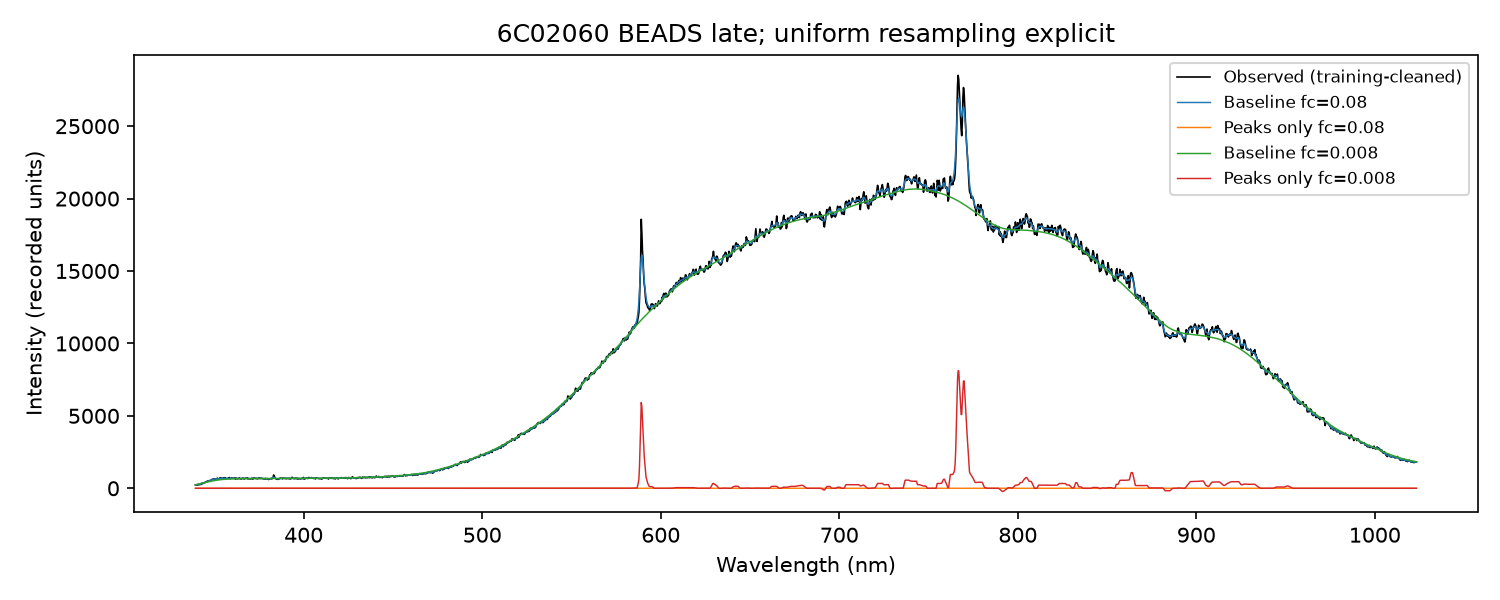 6C02060 BEADS late; uniform resampling explicit
Observed (training-cleaned)
Baseline fc=0.08
Peaks only fc=0.08
Baseline fc=0.008
Peaks only fc=0.008
Intensity (recorded units)
25000
20000
15000
10000
5000
0
400 500 600 700 800 900 1000
Wavelength (nm)